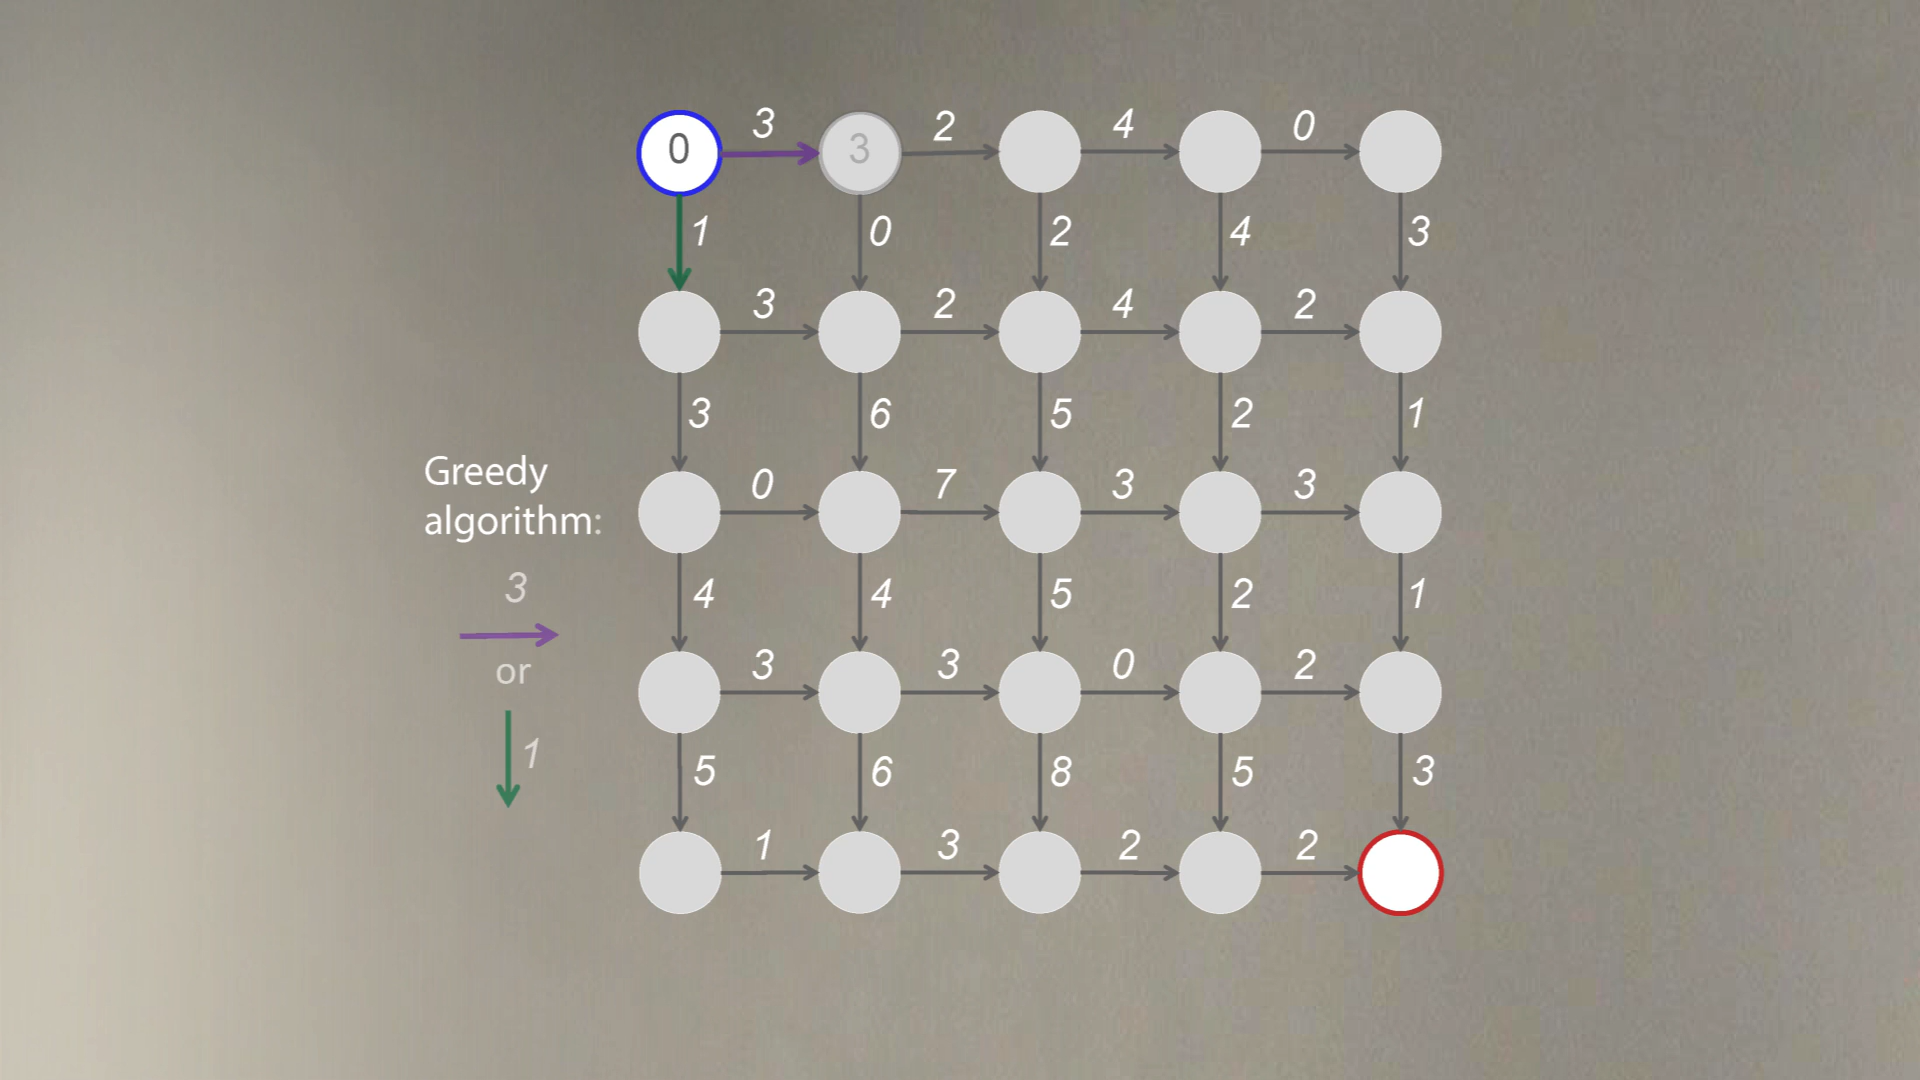 3 2 4 0
0 3
1 0 2 4 3
3 2 4 2
3 6 5 2 1
Greedy
algorithm:
0 7 3 3
3
4 4 5 2 1
or
3 3 0 2
1
5 6 8 5 3
1 3 2 2